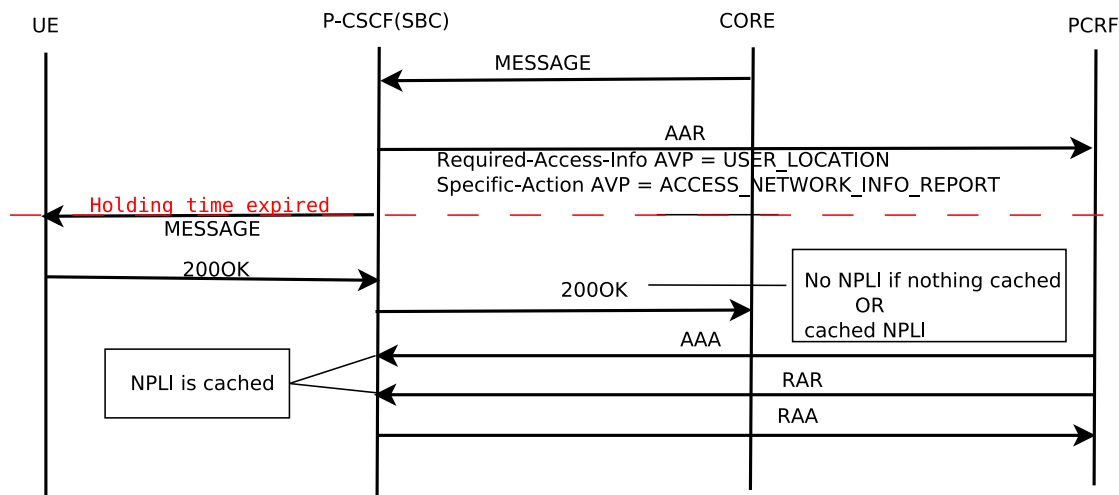 UE
P-CSCF(SBC)
CORE
PCRF
MESSAGE
AAR
Required-Access-Info AVP = USER_LOCATION
Specific-Action AVP = ACCESS_NETWORK_INFO_REPORT
Holding time expired
MESSAGE
200OK
200OK
No NPLI if nothing cached
OR
cached NPLI
AAA
NPLI is cached
RAR
RAA